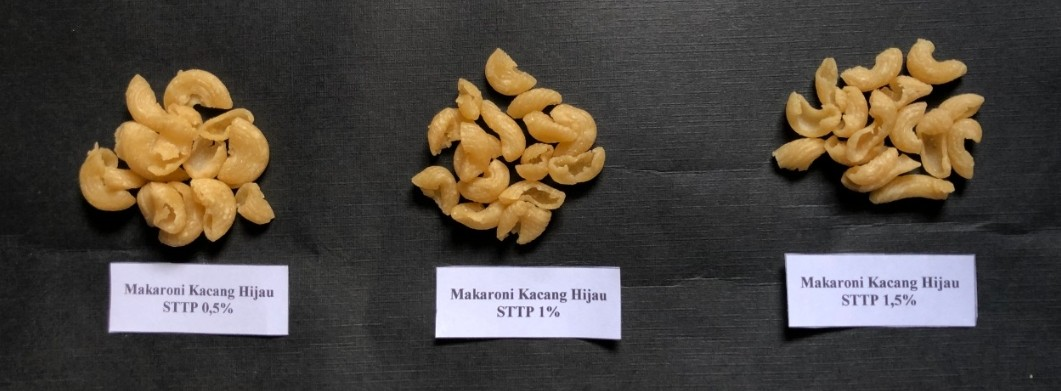 Makaroni Kacang Hijau
STTP 0,5%
Makaroni Kacang Hijau
STTP 1%
Makaroni Kacang Hijau
STTP 1,5%